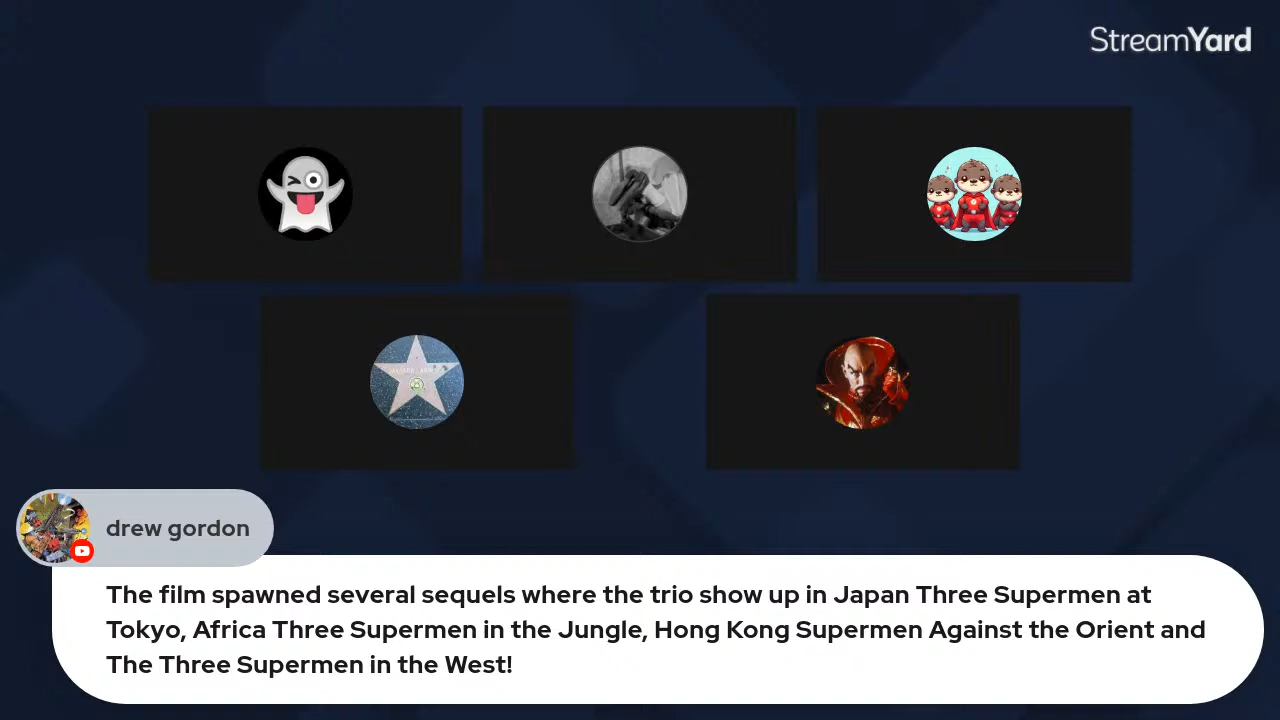 StreamYard
drew gordon
The film spawned several sequels where the trio show up in Japan Three Supermen at
Tokyo, Africa Three Supermen in the Jungle, Hong Kong Supermen Against the Orient and
The Three Supermen in the West!